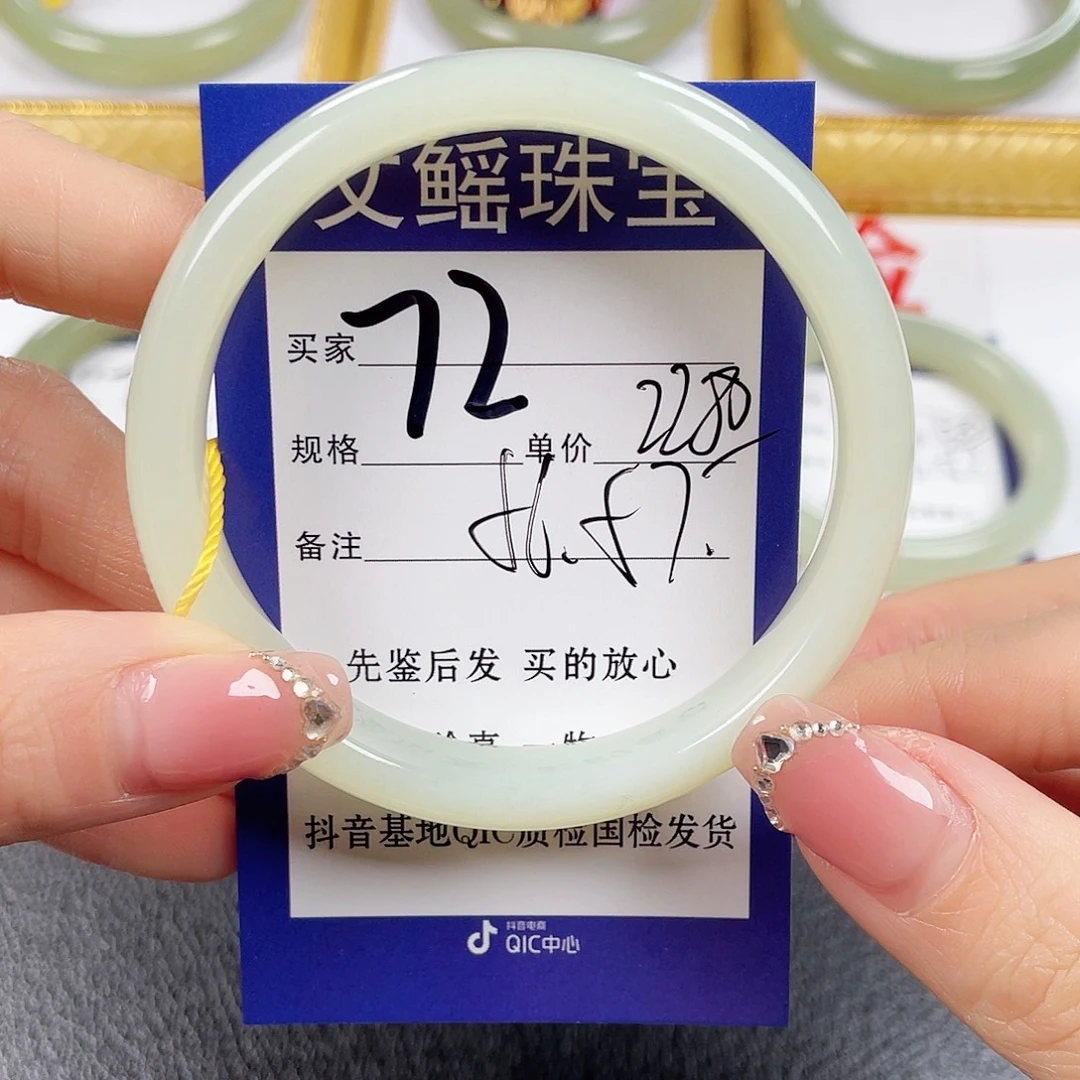 鳐珠宝
买家 72
规格 单价
备注
先鉴后发 买的放心
抖音基地QIC质检国检发货
抖音电商
QIC中心